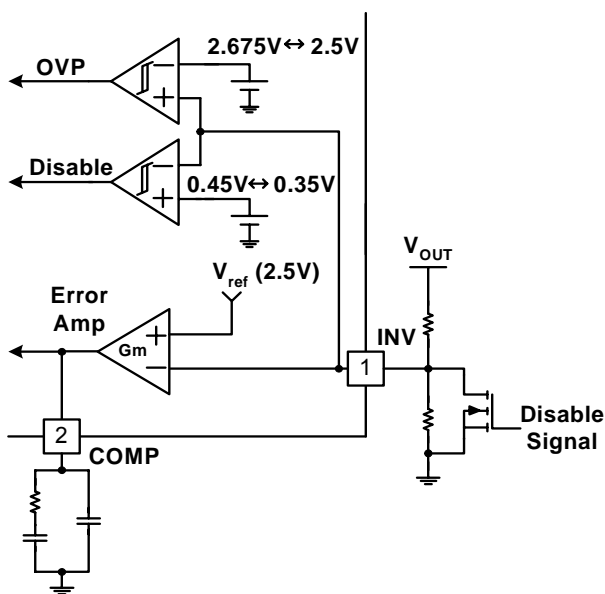 2.675V↔ 2.5V
OVP
Disable
0.45V↔ 0.35V
V_OUT
V_ref (2.5V)
Error
Amp
Gm
INV
1
Disable
Signal
2
COMP